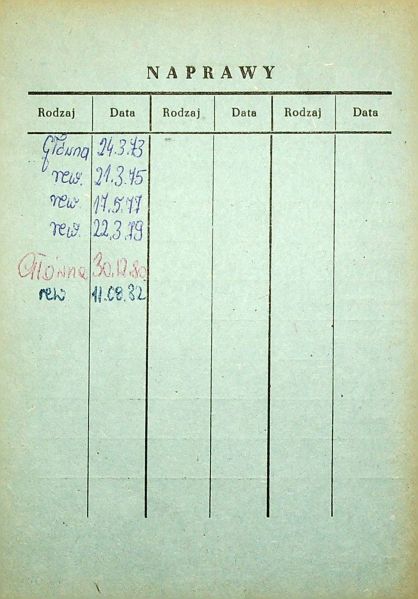 NAPRAWY
Rodzaj Data Rodzaj Data Rodzaj Data
główna 24.3.73
rew. 21.3.75
rew. 17.5.77
rew. 22.3.79
Główna 30.12.80
rew 11.08.82